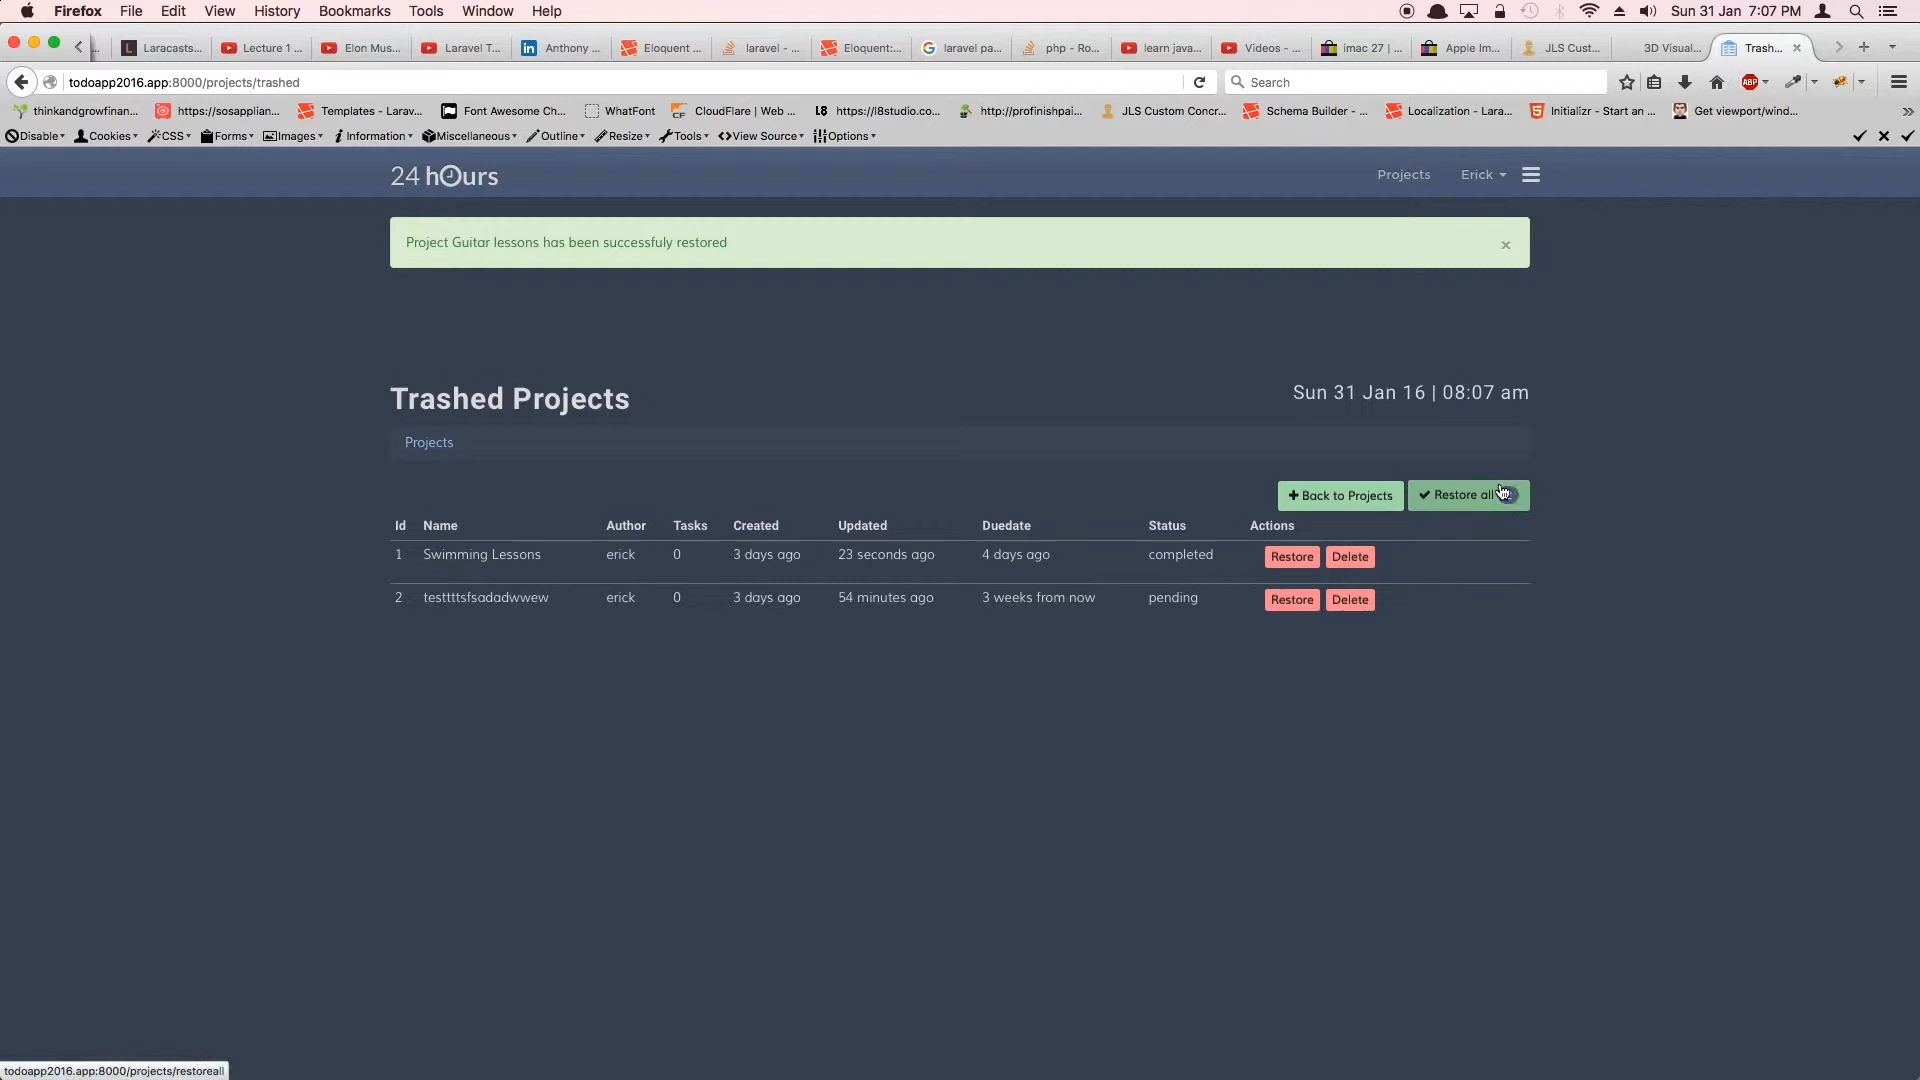 Firefox File Edit View History Bookmarks Tools Window Help Sun 31 Jan 7:07 PM
Laracasts... Lecture 1 ... Elon Mus... Laravel T... Anthony ... Eloquent ... laravel - ... Eloquent:... laravel pa... php - Ro... learn java... Videos - ... imac 27 | ... Apple Im... JLS Cust... 3D Visual... Trash...
todoapp2016.app:8000/projects/trashed Search
thinkandgrowfinan... https://sosapplian... Templates - Larav... Font Awesome Ch... WhatFont CloudFlare | Web ... L8 https://l8studio.co... http://profinishpai... JLS Custom Concr... Schema Builder - ... Localization - Lara... Initializr - Start an ... Get viewport/wind...
Disable Cookies CSS Forms Images Information Miscellaneous Outline Resize Tools View Source Options
24 hours Projects Erick
Project Guitar lessons has been successfuly restored ×
Trashed Projects Sun 31 Jan 16 | 08:07 am
Projects
Back to Projects Restore all
Id Name Author Tasks Created Updated Duedate Status Actions
1 Swimming Lessons erick 0 3 days ago 23 seconds ago 4 days ago completed Restore Delete
2 testtttsfsadadwwew erick 0 3 days ago 54 minutes ago 3 weeks from now pending Restore Delete
todoapp2016.app:8000/projects/restoreall